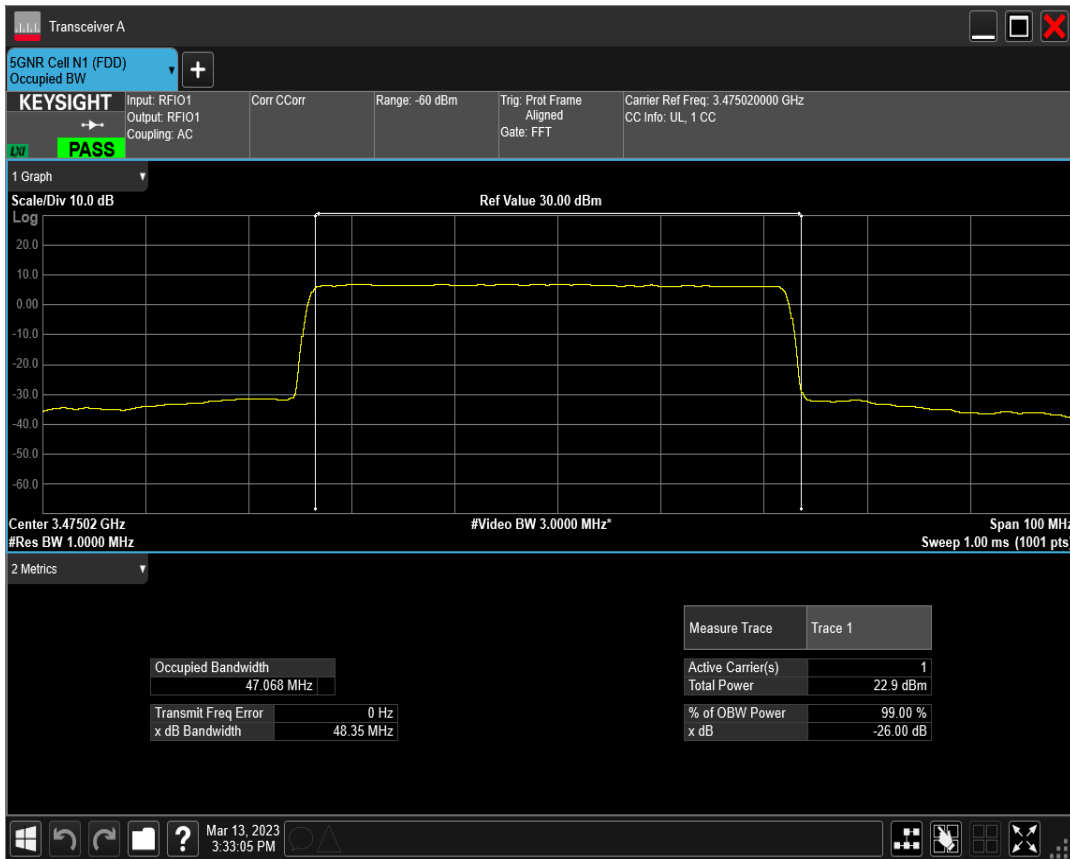 Transceiver A
5GNR Cell N1 (FDD)
Occupied BW
+
KEYSIGHT
LXI
PASS
Input: RFIO1
Output: RFIO1
Coupling: AC
Corr CCorr
Range: -60 dBm
Trig: Prot Frame
Aligned
Gate: FFT
Carrier Ref Freq: 3.475020000 GHz
CC Info: UL, 1 CC
1 Graph
Scale/Div 10.0 dB
Ref Value 30.00 dBm
Log
20.0
10.0
0.00
-10.0
-20.0
-30.0
-40.0
-50.0
-60.0
Center 3.47502 GHz
#Video BW 3.0000 MHz*
Span 100 MHz
#Res BW 1.0000 MHz
Sweep 1.00 ms (1001 pts)
2 Metrics
Measure Trace Trace 1
Occupied Bandwidth
47.068 MHz
Active Carrier(s) 1
Total Power 22.9 dBm
Transmit Freq Error 0 Hz
x dB Bandwidth 48.35 MHz
% of OBW Power 99.00 %
x dB -26.00 dB
?
Mar 13, 2023
3:33:05 PM